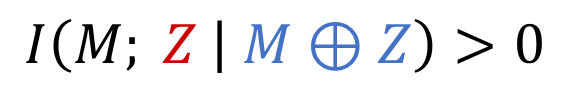 I(M; Z | M ⊕ Z) > 0